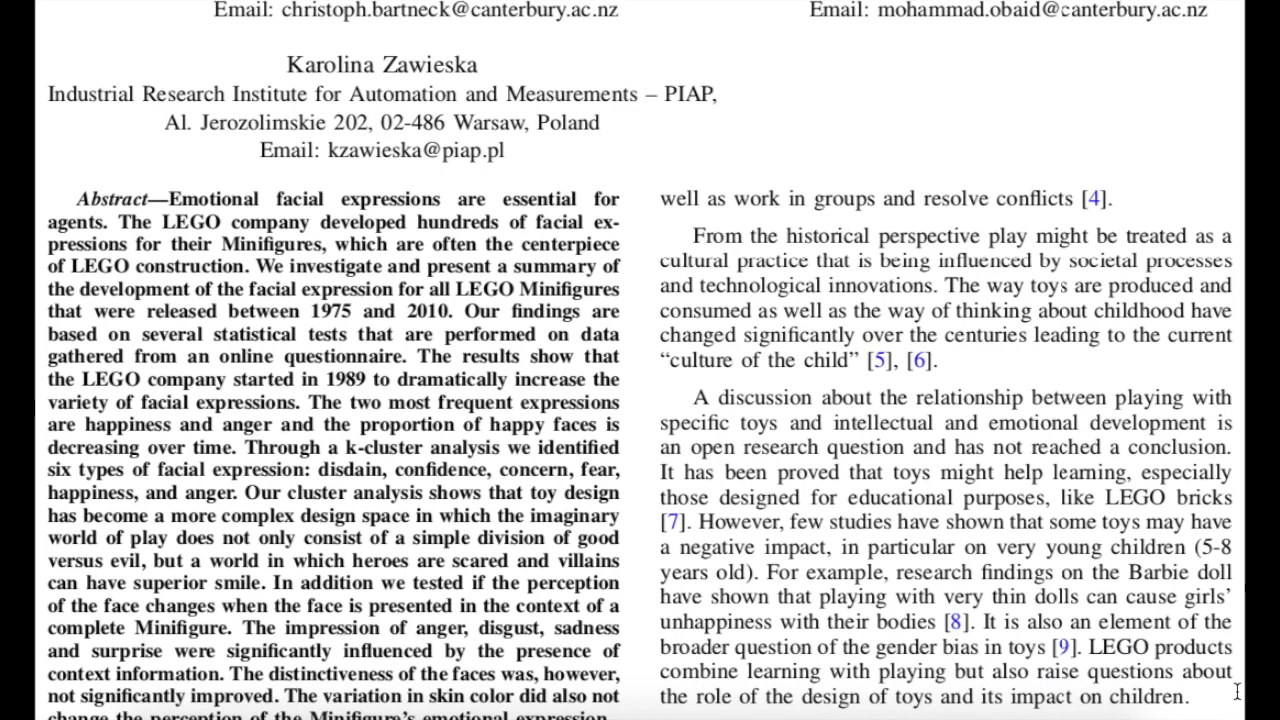 Email: christoph.bartneck@canterbury.ac.nz
Email: mohammad.obaid@canterbury.ac.nz
Karolina Zawieska
Industrial Research Institute for Automation and Measurements – PIAP,
Al. Jerozolimskie 202, 02-486 Warsaw, Poland
Email: kzawieska@piap.pl
Abstract—Emotional facial expressions are essential for
agents. The LEGO company developed hundreds of facial ex-
pressions for their Minifigures, which are often the centerpiece
of LEGO construction. We investigate and present a summary of
the development of the facial expression for all LEGO Minifigures
that were released between 1975 and 2010. Our findings are
based on several statistical tests that are performed on data
gathered from an online questionnaire. The results show that
the LEGO company started in 1989 to dramatically increase the
variety of facial expressions. The two most frequent expressions
are happiness and anger and the proportion of happy faces is
decreasing over time. Through a k-cluster analysis we identified
six types of facial expression: disdain, confidence, concern, fear,
happiness, and anger. Our cluster analysis shows that toy design
has become a more complex design space in which the imaginary
world of play does not only consist of a simple division of good
versus evil, but a world in which heroes are scared and villains
can have superior smile. In addition we tested if the perception
of the face changes when the face is presented in the context of a
complete Minifigure. The impression of anger, disgust, sadness
and surprise were significantly influenced by the presence of
context information. The distinctiveness of the faces was, however,
not significantly improved. The variation in skin color did also not
change the perception of the Minifigure's emotional expression.
well as work in groups and resolve conflicts [4].
From the historical perspective play might be treated as a
cultural practice that is being influenced by societal processes
and technological innovations. The way toys are produced and
consumed as well as the way of thinking about childhood have
changed significantly over the centuries leading to the current
“culture of the child” [5], [6].
A discussion about the relationship between playing with
specific toys and intellectual and emotional development is
an open research question and has not reached a conclusion.
It has been proved that toys might help learning, especially
those designed for educational purposes, like LEGO bricks
[7]. However, few studies have shown that some toys may have
a negative impact, in particular on very young children (5-8
years old). For example, research findings on the Barbie doll
have shown that playing with very thin dolls can cause girls’
unhappiness with their bodies [8]. It is also an element of the
broader question of the gender bias in toys [9]. LEGO products
combine learning with playing but also raise questions about
the role of the design of toys and its impact on children.